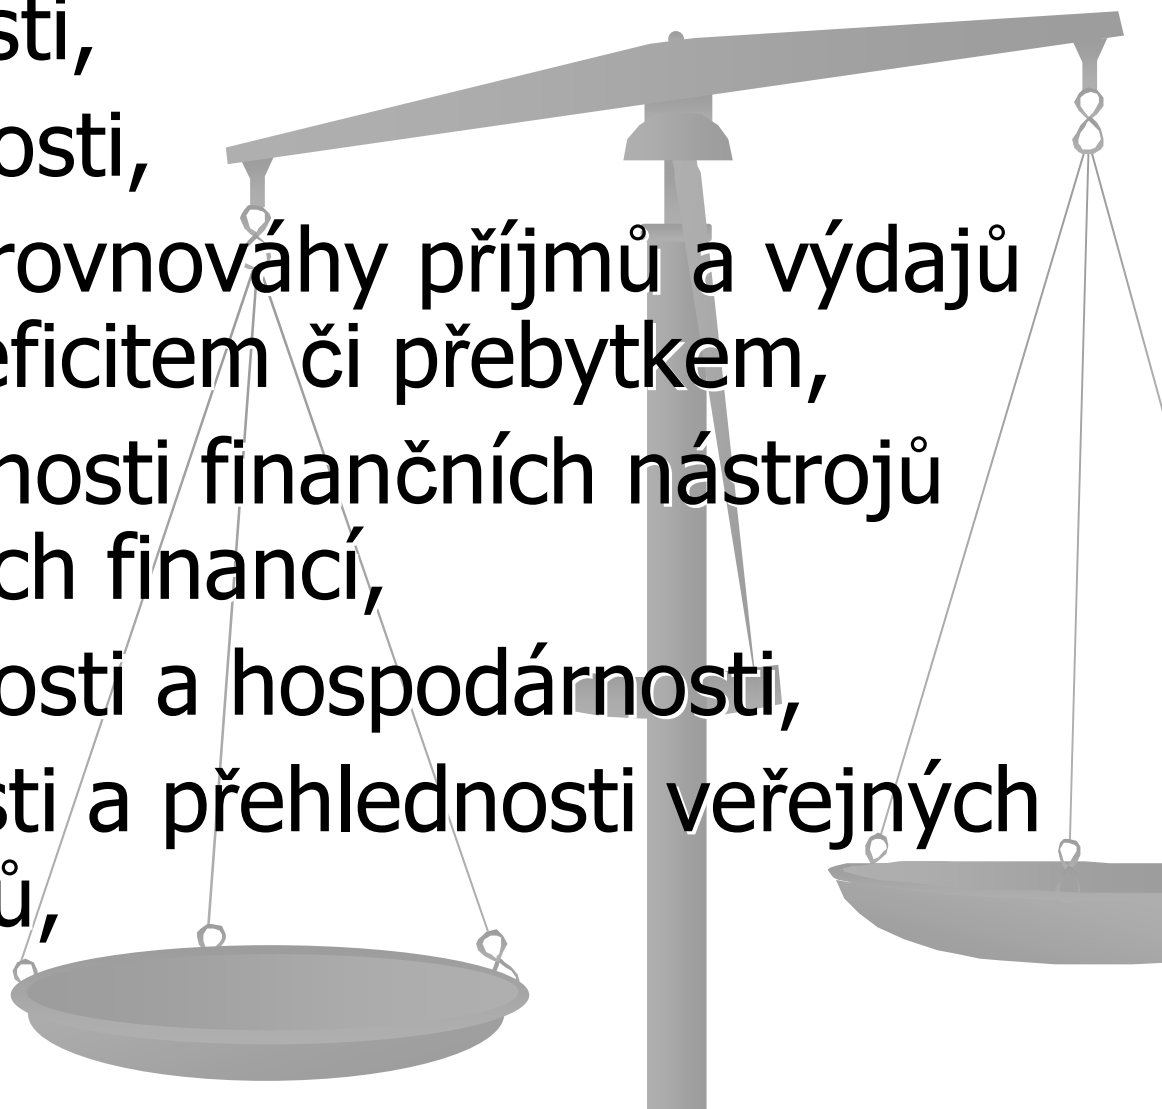 sti,
osti,
rovnováhy příjmů a výdajů
eficitem či přebytkem,
nosti finančních nástrojů
ch financí,
osti a hospodárnosti,
sti a přehlednosti veřejných
ů,